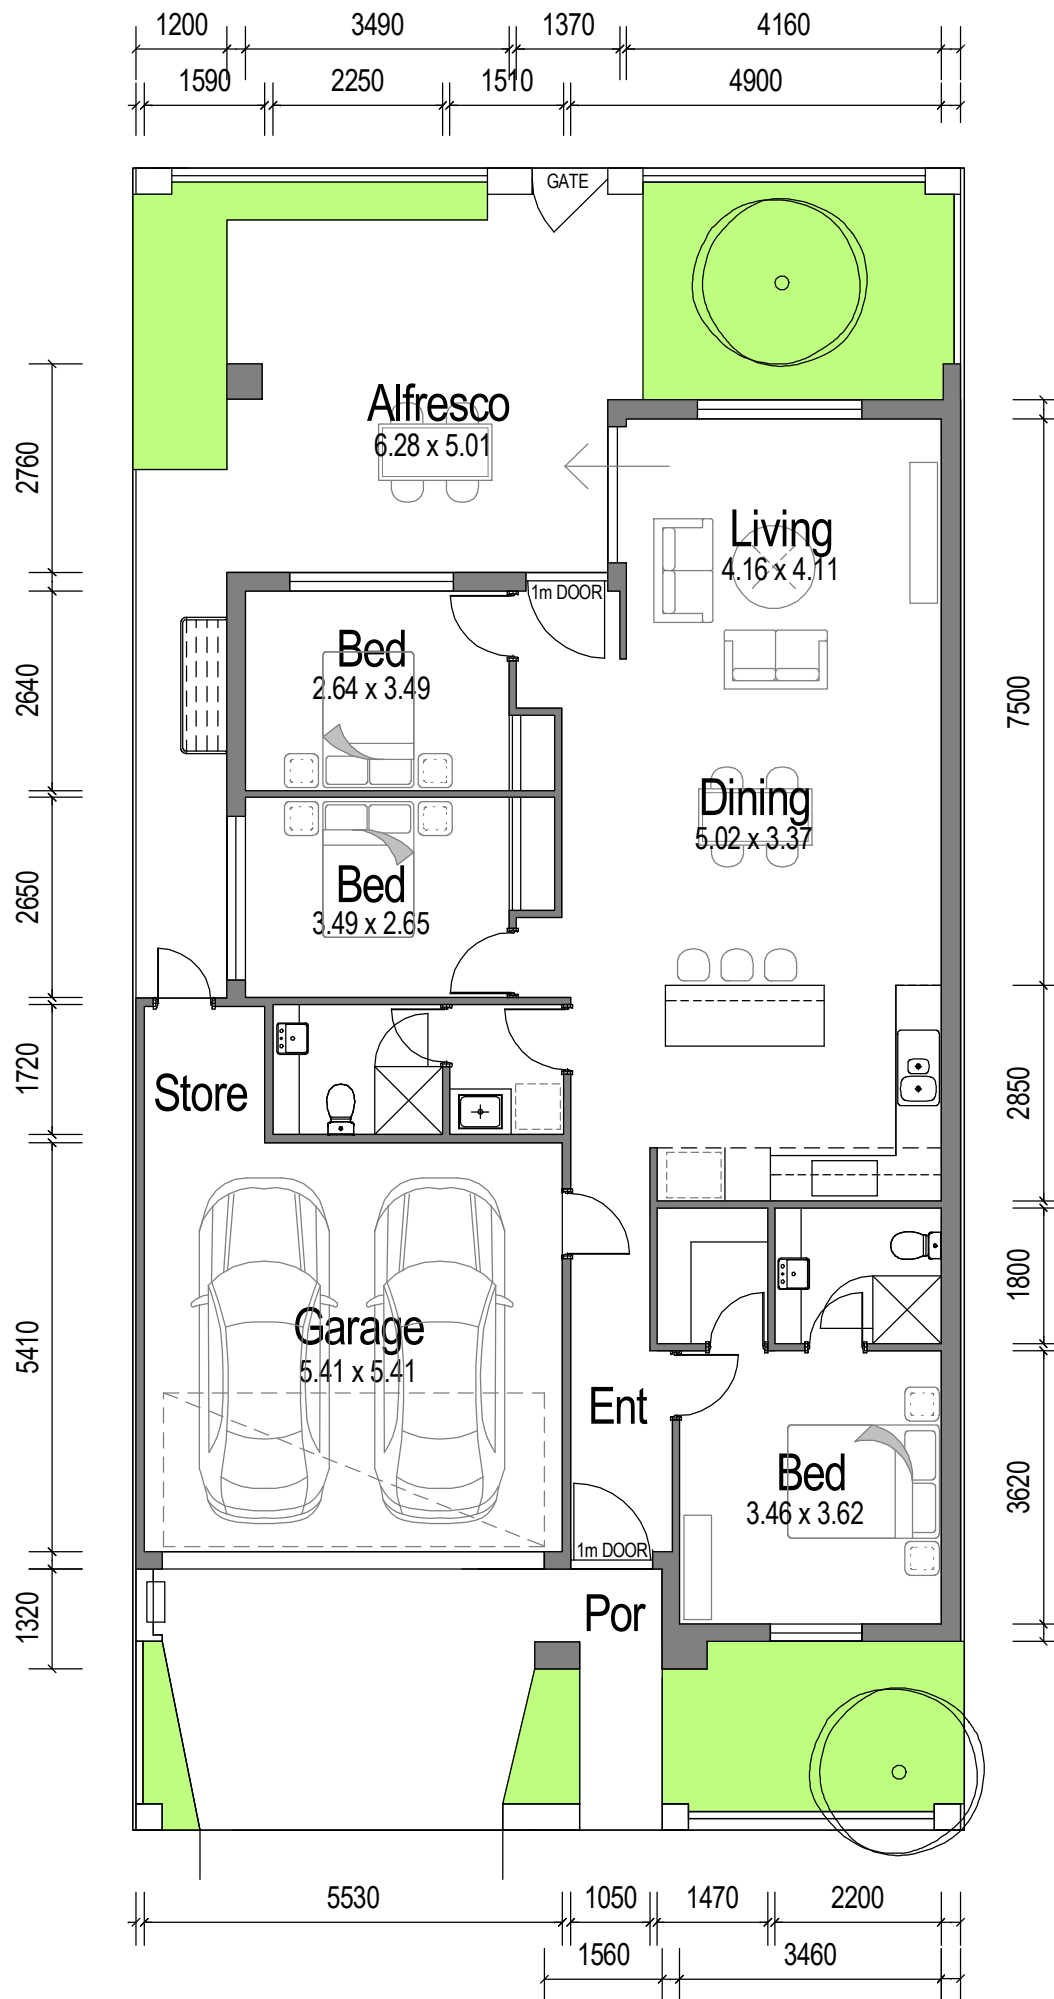 1200 3490 1370 4160
1590 2250 1510 4900
GATE
Alfresco
6.28 x 5.01
2760
Living
4.16 x 4.11
1m DOOR
Bed
2.64 x 3.49
2640
7500
Dining
5.02 x 3.37
Bed
3.49 x 2.65
2650
1720
Store
2850
1800
Garage
5.41 x 5.41
5410
Ent
Bed
3.46 x 3.62
3620
1m DOOR
Por
1320
5530 1050 1470 2200
1560 3460